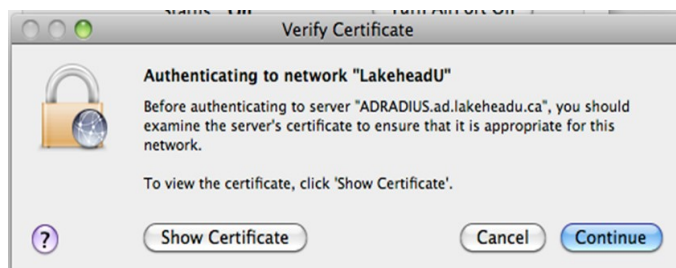 Verify Certificate
Authenticating to network "LakeheadU"
Before authenticating to server "ADRADIUS.ad.lakeheadu.ca", you should
examine the server's certificate to ensure that it is appropriate for this
network.
To view the certificate, click 'Show Certificate'.
?
Show Certificate
Cancel
Continue